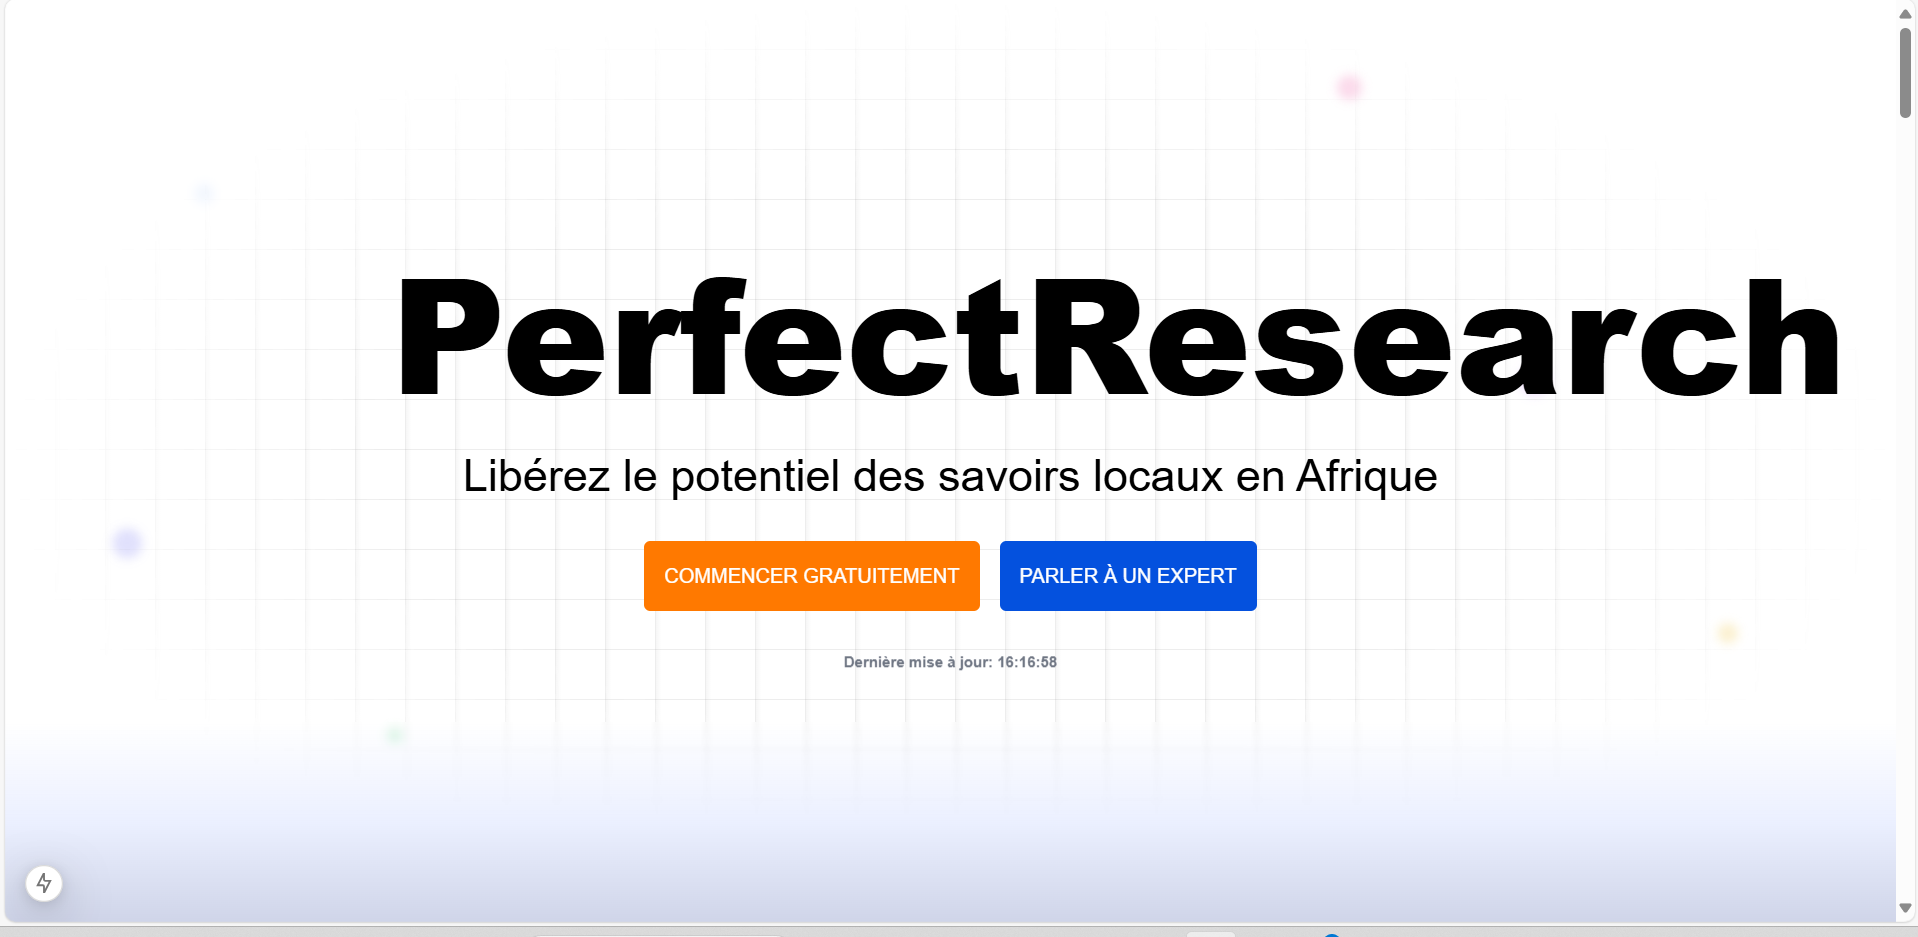 PerfectResearch
Libérez le potentiel des savoirs locaux en Afrique
COMMENCER GRATUITEMENT
PARLER À UN EXPERT
Dernière mise à jour: 16:16:58